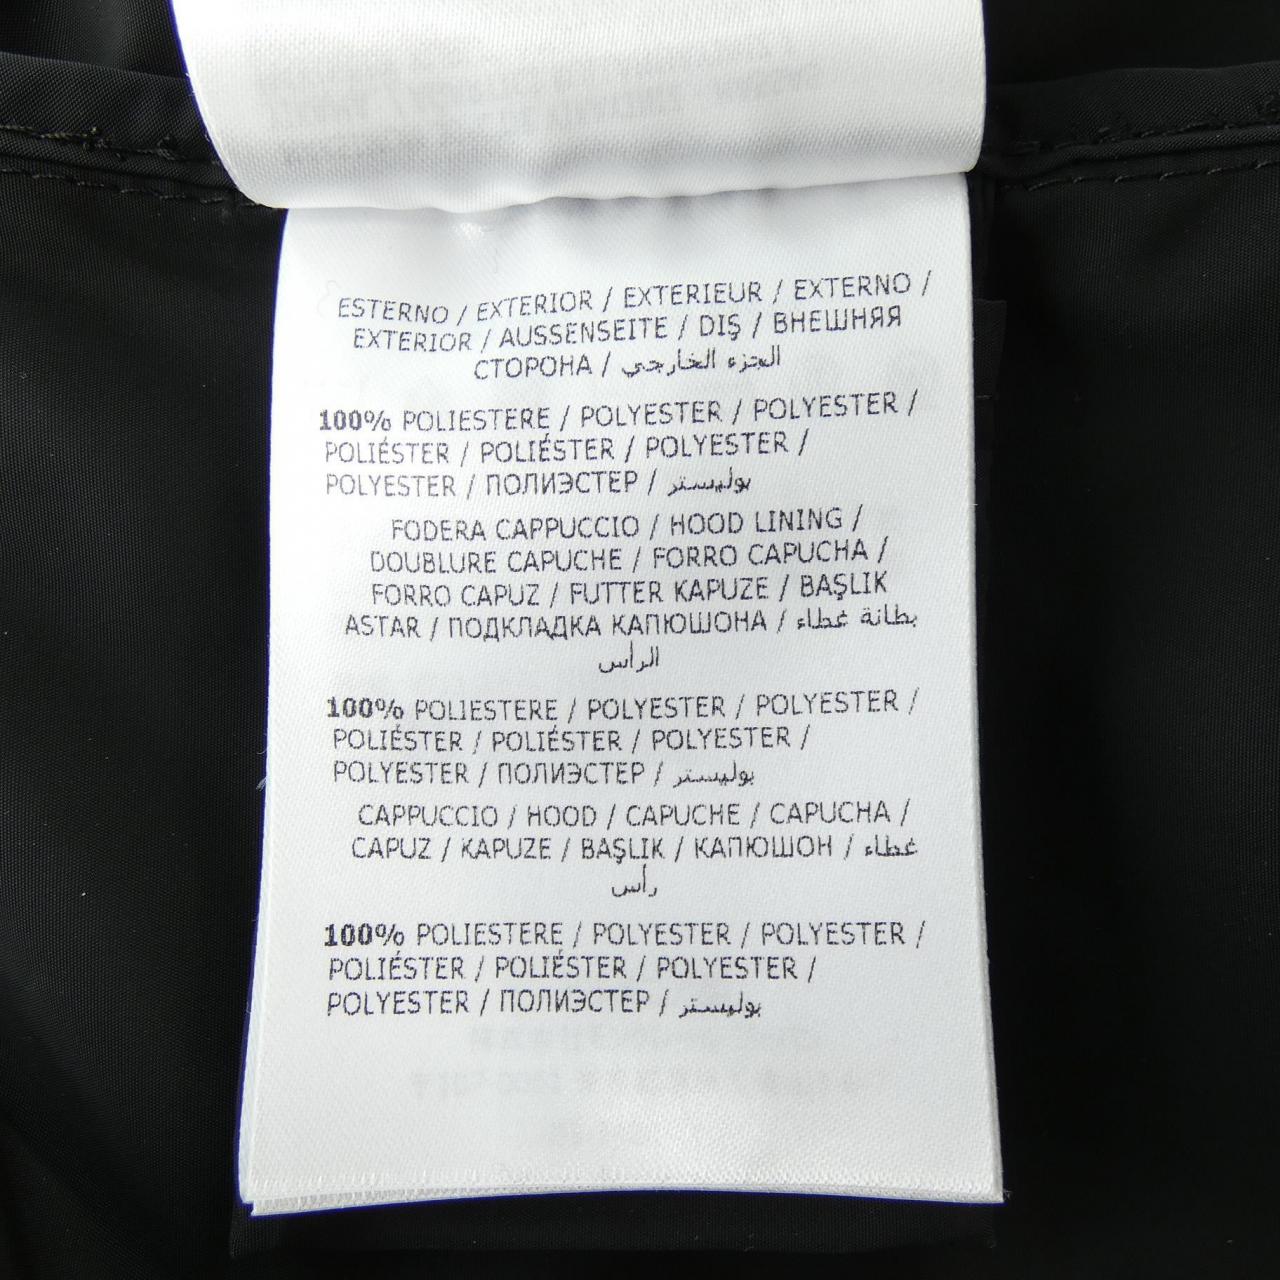 ESTERNO / EXTERIOR / EXTERIEUR / EXTERNO /
EXTERIOR / AUSSENSEITE / DIŞ / ВНЕШНЯЯ
СТОРОНА / الجزء الخارجي
100% POLIESTERE / POLYESTER / POLYESTER /
POLIÉSTER / POLIÉSTER / POLYESTER /
POLYESTER / ПОЛИЭСТЕР / بوليستر
FODERA CAPPUCCIO / HOOD LINING /
DOUBLURE CAPUCHE / FORRO CAPUCHA /
FORRO CAPUZ / FUTTER KAPUZE / BAŞLIK
ASTAR / ПОДКЛАДКА КАПЮШОНА / بطانة غطاء
الرأس
100% POLIESTERE / POLYESTER / POLYESTER /
POLIÉSTER / POLIÉSTER / POLYESTER /
POLYESTER / ПОЛИЭСТЕР / بوليستر
CAPPUCCIO / HOOD / CAPUCHE / CAPUCHA /
CAPUZ / KAPUZE / BAŞLIK / КАПЮШОН / غطاء
رأس
100% POLIESTERE / POLYESTER / POLYESTER /
POLIÉSTER / POLIÉSTER / POLYESTER /
POLYESTER / ПОЛИЭСТЕР / بوليستر